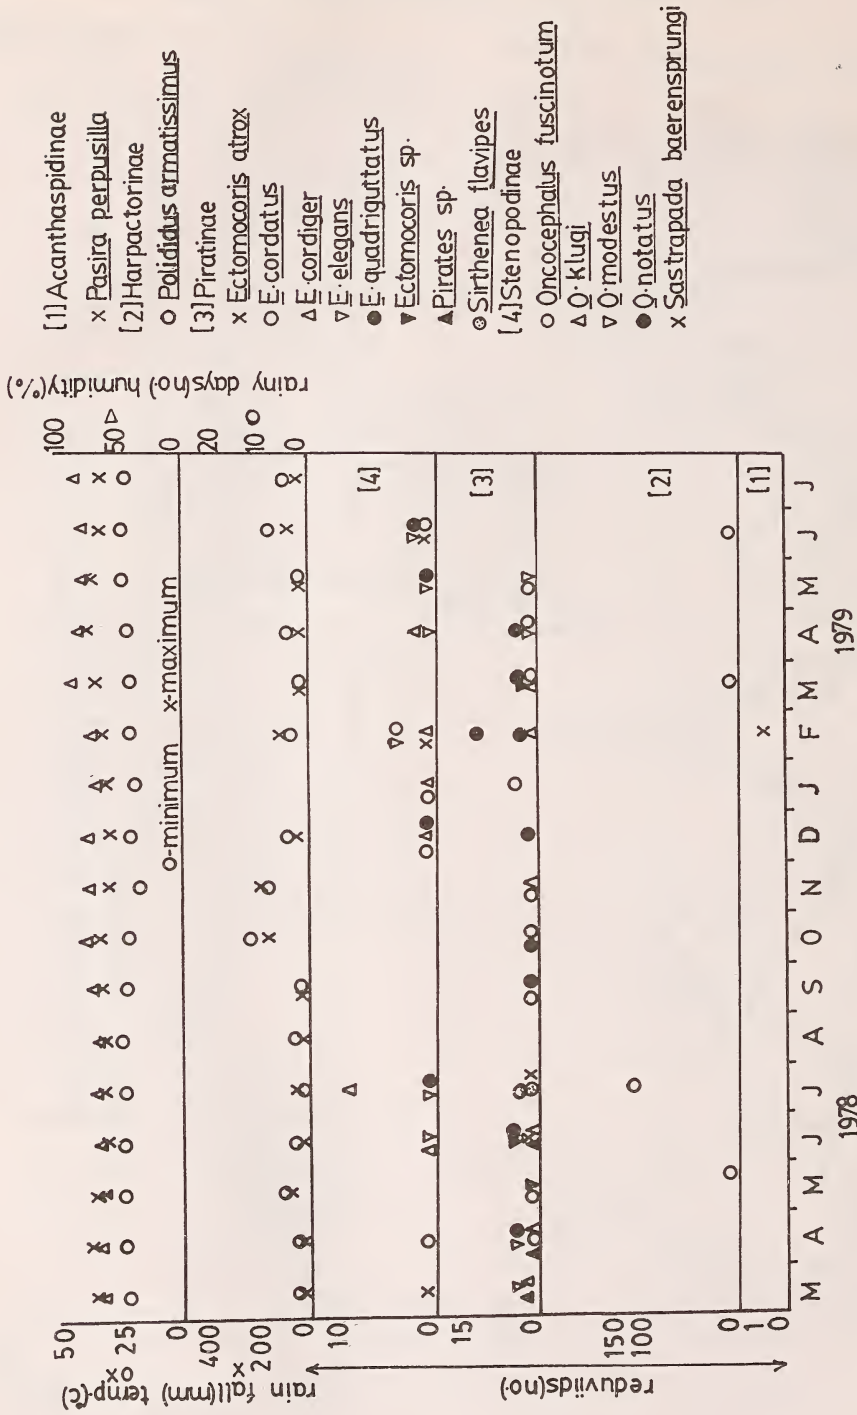 [1] Acanthaspidinae
x Pasira perpusilla
[2] Harpactorinae
o Polididus armatissimus
[3] Piratinae
x Ectomocoris atrox
o E·cordatus
△ E·cordiger
▽ E·elegans
● E·quadriguttatus
▼ Ectomocoris sp.
▲ Pirates sp.
⊗ Sirthenea flavipes
[4] Stenopodinae
o Oncocephalus fuscinotum
△ O·klugi
▽ O·modestus
● O·notatus
x Sastrapada baerensprungi
rainy days(no.) humidity(%)
100
50 △
0
20
10 o
0
o-minimum x-maximum
[4]
[3]
[2]
[1]
50
25
0
400
200
0
10
0
15
0
150
100
0
1
0
x o temp·(°C)
x rain fall(mm)
reduviids(no.)
M A M J J A S O N D J F M A M J J
1978 1979